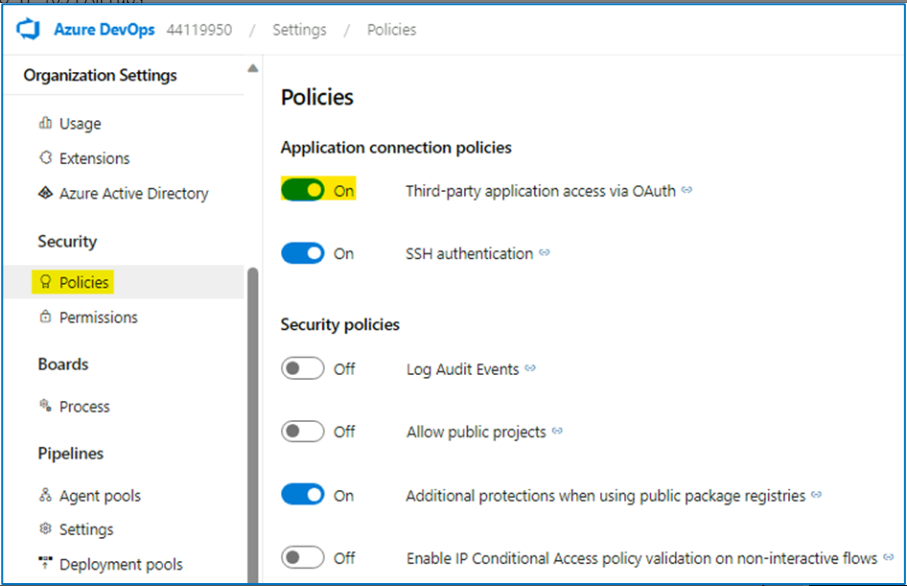 Azure DevOps 44119950 / Settings / Policies
Organization Settings
Usage
Extensions
Azure Active Directory
Security
Policies
Permissions
Boards
Process
Pipelines
Agent pools
Settings
Deployment pools
Policies
Application connection policies
On Third-party application access via OAuth
On SSH authentication
Security policies
Off Log Audit Events
Off Allow public projects
On Additional protections when using public package registries
Off Enable IP Conditional Access policy validation on non-interactive flows